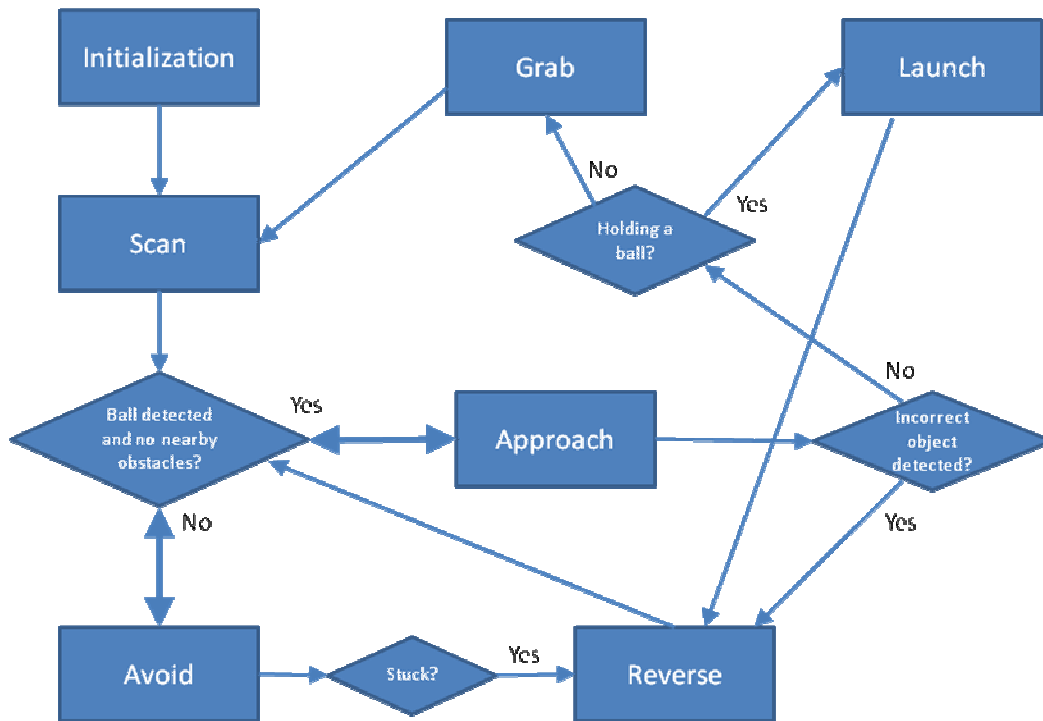 Initialization
Grab
Launch
No
Yes
Holding a
ball?
Scan
No
Ball detected
and no nearby
obstacles?
Yes
Approach
Incorrect
object
detected?
No
Yes
Avoid
Stuck?
Yes
Reverse